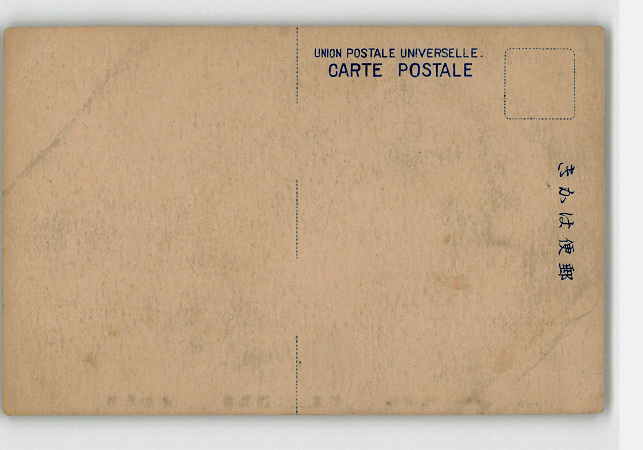 UNION POSTALE UNIVERSELLE.
CARTE POSTALE
郵便はかき